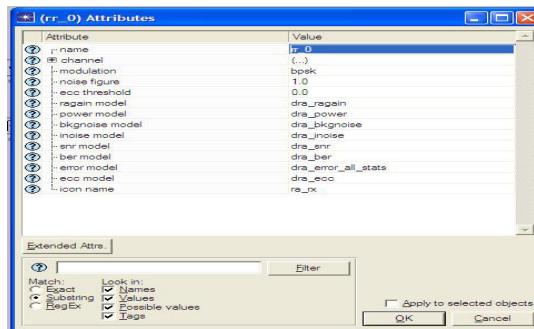 (rr_0) Attributes
Attribute Value
name rr_0
channel (...)
modulation bpsk
noise figure 1.0
ecc threshold 0.0
ragain model dra_ragain
power model dra_power
bkgnoise model dra_bkgnoise
inoise model dra_inoise
snr model dra_snr
ber model dra_ber
error model dra_error_all_stats
ecc model dra_ecc
icon name ra_rx
Extended Attrs.
Filter
Match: Look in:
Exact Names
Substring Values
RegEx Possible values
Tags
Apply to selected objects
OK Cancel